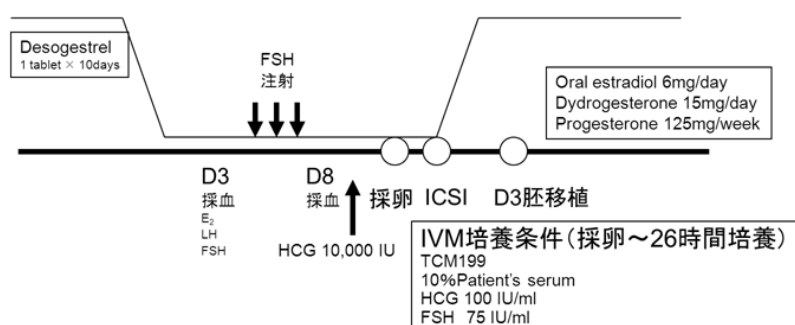 Desogestrel
1 tablet × 10days
FSH
注射
Oral estradiol 6mg/day
Dydrogesterone 15mg/day
Progesterone 125mg/week
D3
採血
E₂
LH
FSH
D8
採血
HCG 10,000 IU
採卵
ICSI
D3胚移植
IVM培養条件(採卵～26時間培養)
TCM199
10%Patient's serum
HCG 100 IU/ml
FSH 75 IU/ml